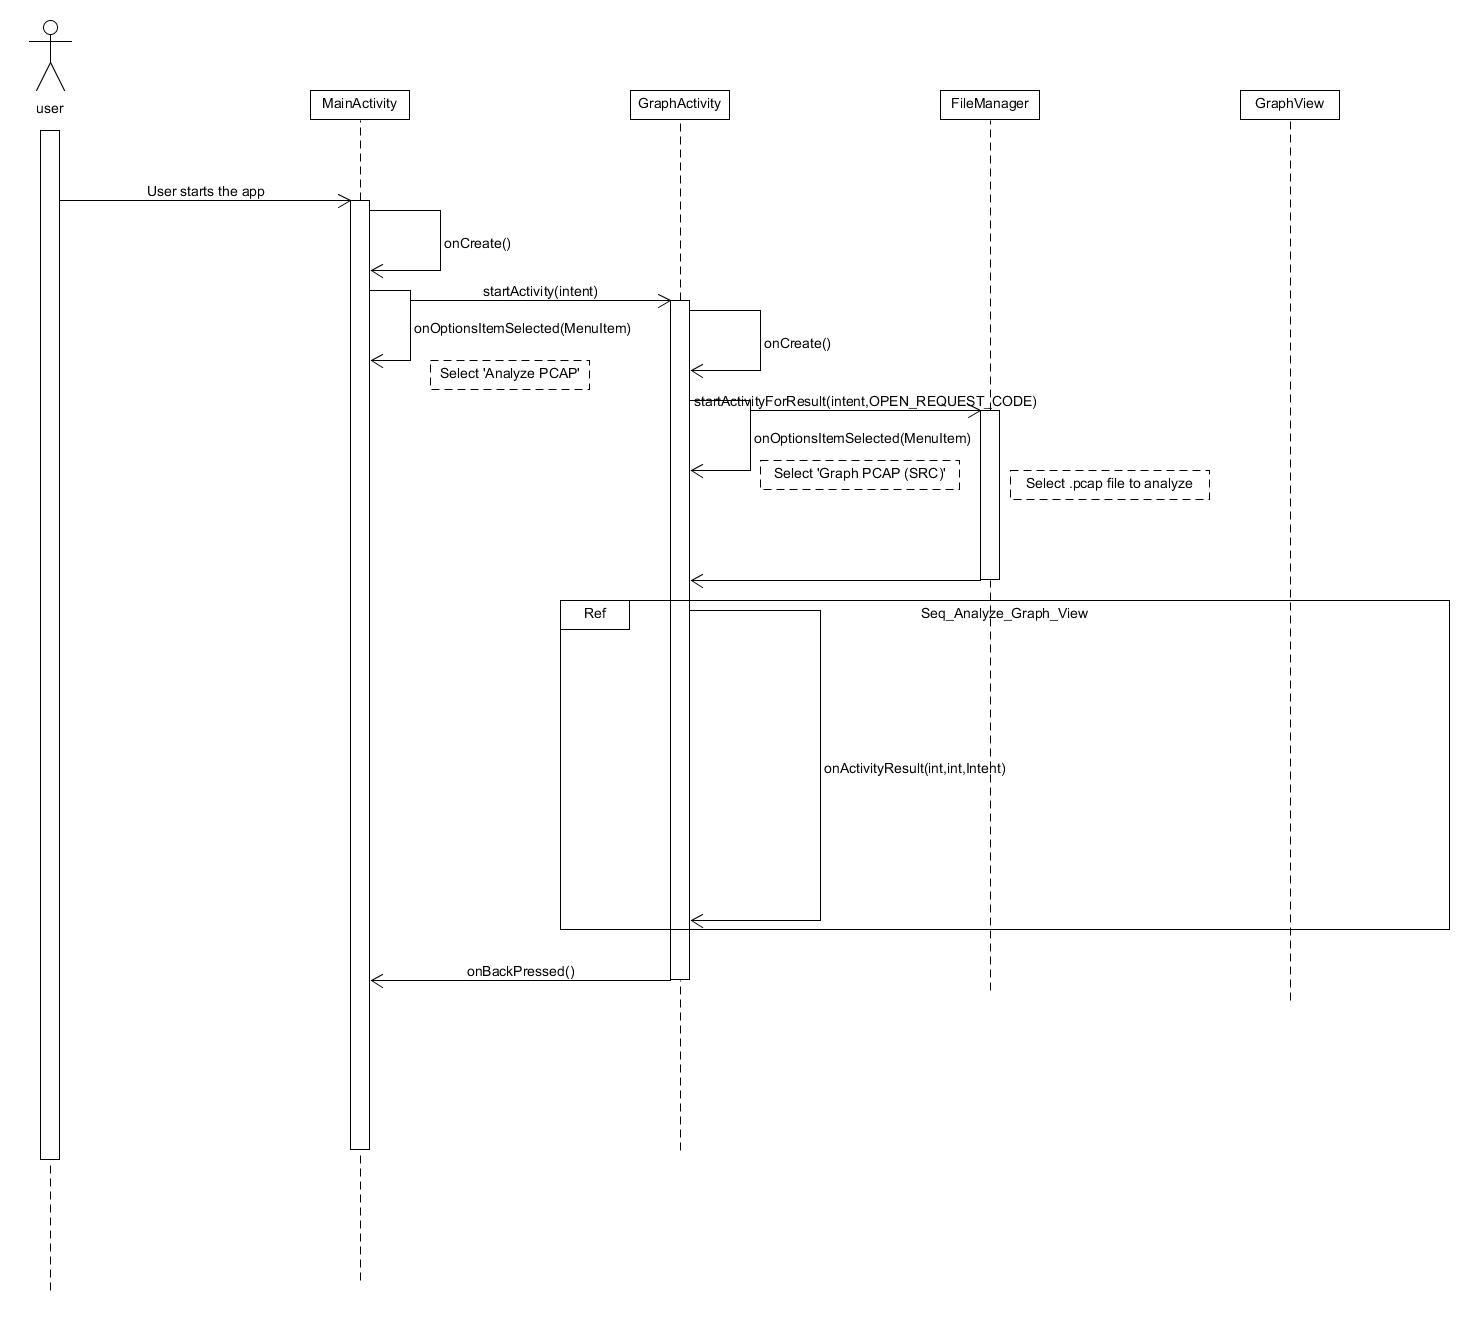 user
MainActivity
GraphActivity
FileManager
GraphView
User starts the app
onCreate()
startActivity(intent)
onOptionsItemSelected(MenuItem)
onCreate()
Select 'Analyze PCAP'
startActivityForResult(intent,OPEN_REQUEST_CODE)
onOptionsItemSelected(MenuItem)
Select 'Graph PCAP (SRC)'
Select .pcap file to analyze
Ref
Seq_Analyze_Graph_View
onActivityResult(int,int,Intent)
onBackPressed()